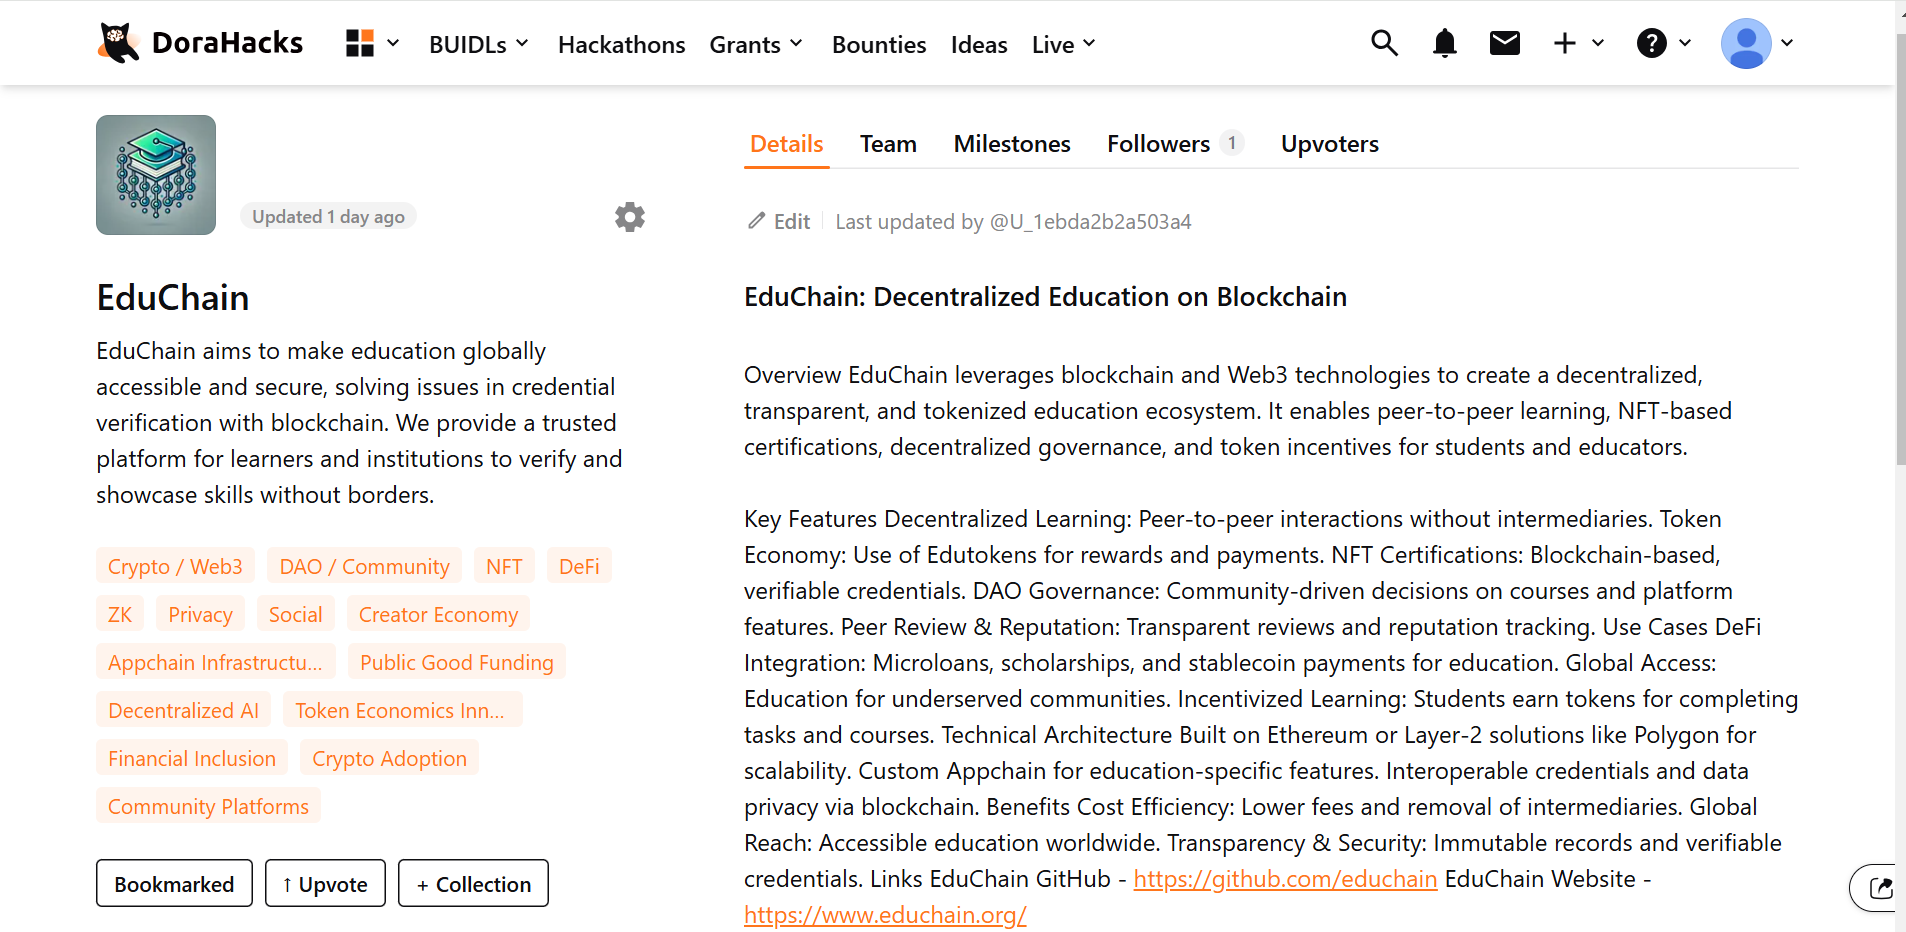 DoraHacks BUIDLs Hackathons Grants Bounties Ideas Live
Updated 1 day ago
EduChain
EduChain aims to make education globally
accessible and secure, solving issues in credential
verification with blockchain. We provide a trusted
platform for learners and institutions to verify and
showcase skills without borders.
Crypto / Web3 DAO / Community NFT DeFi
ZK Privacy Social Creator Economy
Appchain Infrastructu... Public Good Funding
Decentralized AI Token Economics Inn...
Financial Inclusion Crypto Adoption
Community Platforms
Bookmarked ↑ Upvote + Collection
Details Team Milestones Followers 1 Upvoters
Edit Last updated by @U_1ebda2b2a503a4
EduChain: Decentralized Education on Blockchain
Overview EduChain leverages blockchain and Web3 technologies to create a decentralized,
transparent, and tokenized education ecosystem. It enables peer-to-peer learning, NFT-based
certifications, decentralized governance, and token incentives for students and educators.
Key Features Decentralized Learning: Peer-to-peer interactions without intermediaries. Token
Economy: Use of Edutokens for rewards and payments. NFT Certifications: Blockchain-based,
verifiable credentials. DAO Governance: Community-driven decisions on courses and platform
features. Peer Review & Reputation: Transparent reviews and reputation tracking. Use Cases DeFi
Integration: Microloans, scholarships, and stablecoin payments for education. Global Access:
Education for underserved communities. Incentivized Learning: Students earn tokens for completing
tasks and courses. Technical Architecture Built on Ethereum or Layer-2 solutions like Polygon for
scalability. Custom Appchain for education-specific features. Interoperable credentials and data
privacy via blockchain. Benefits Cost Efficiency: Lower fees and removal of intermediaries. Global
Reach: Accessible education worldwide. Transparency & Security: Immutable records and verifiable
credentials. Links EduChain GitHub - https://github.com/educhain EduChain Website -
https://www.educhain.org/